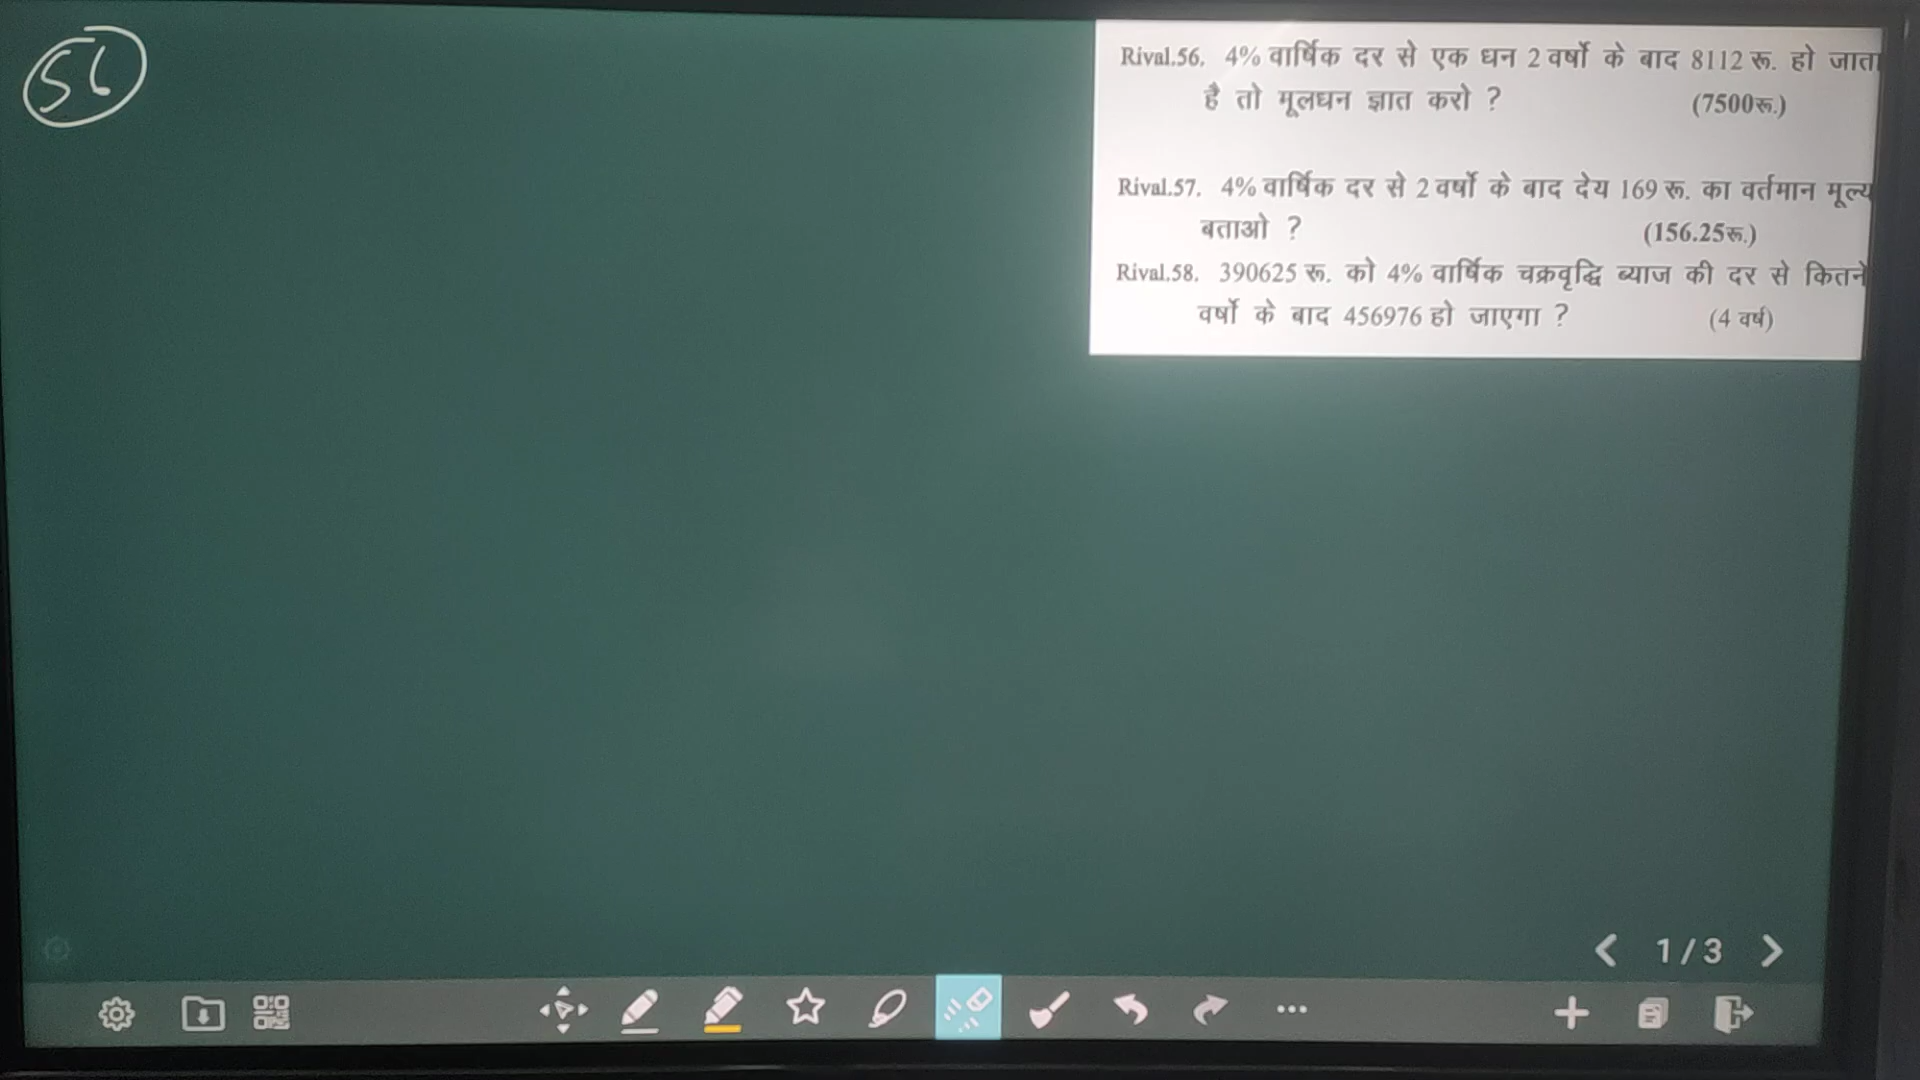 56
Rival.56. 4% वार्षिक दर से एक धन 2 वर्षों के बाद 8112 रू. हो जाता
है तो मूलधन ज्ञात करो ? (7500रू.)
Rival.57. 4% वार्षिक दर से 2 वर्षों के बाद देय 169 रू. का वर्तमान मूल्य
बताओ ? (156.25रू.)
Rival.58. 390625 रू. को 4% वार्षिक चक्रवृद्धि ब्याज की दर से कितने
वर्षों के बाद 456976 हो जाएगा ? (4 वर्ष)
1/3